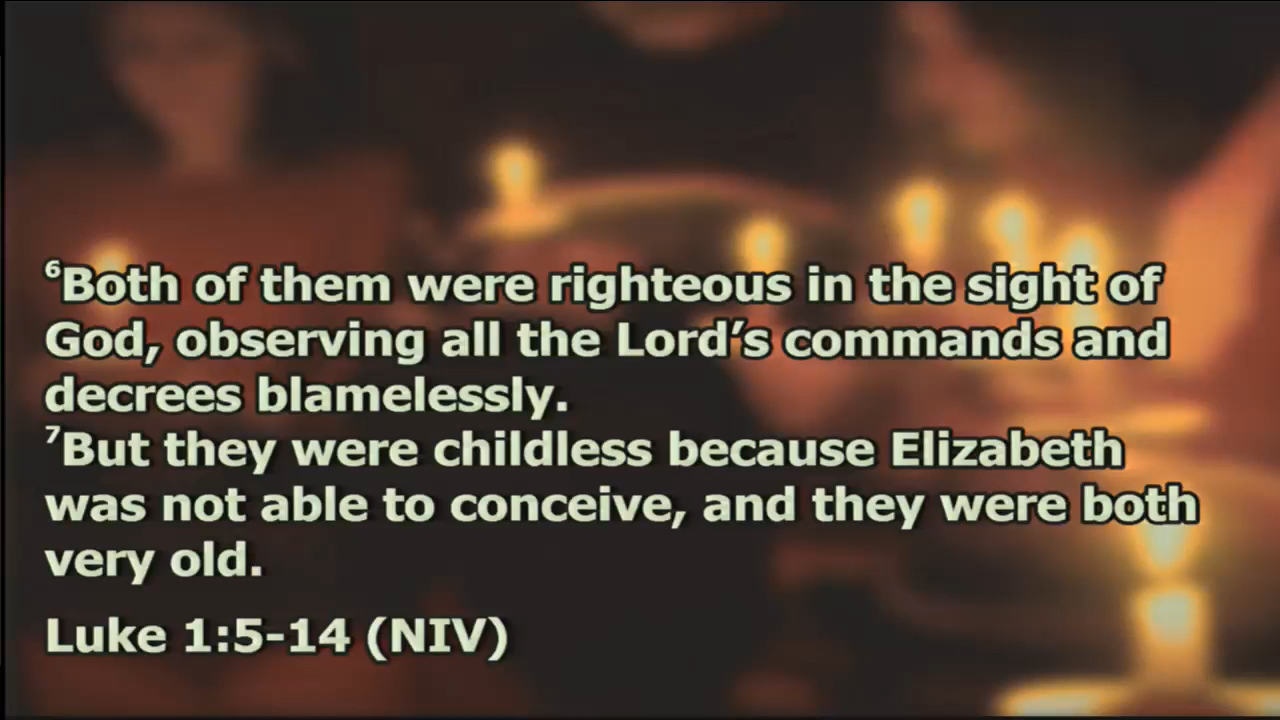 ⁶Both of them were righteous in the sight of
God, observing all the Lord’s commands and
decrees blamelessly.
⁷But they were childless because Elizabeth
was not able to conceive, and they were both
very old.
Luke 1:5-14 (NIV)